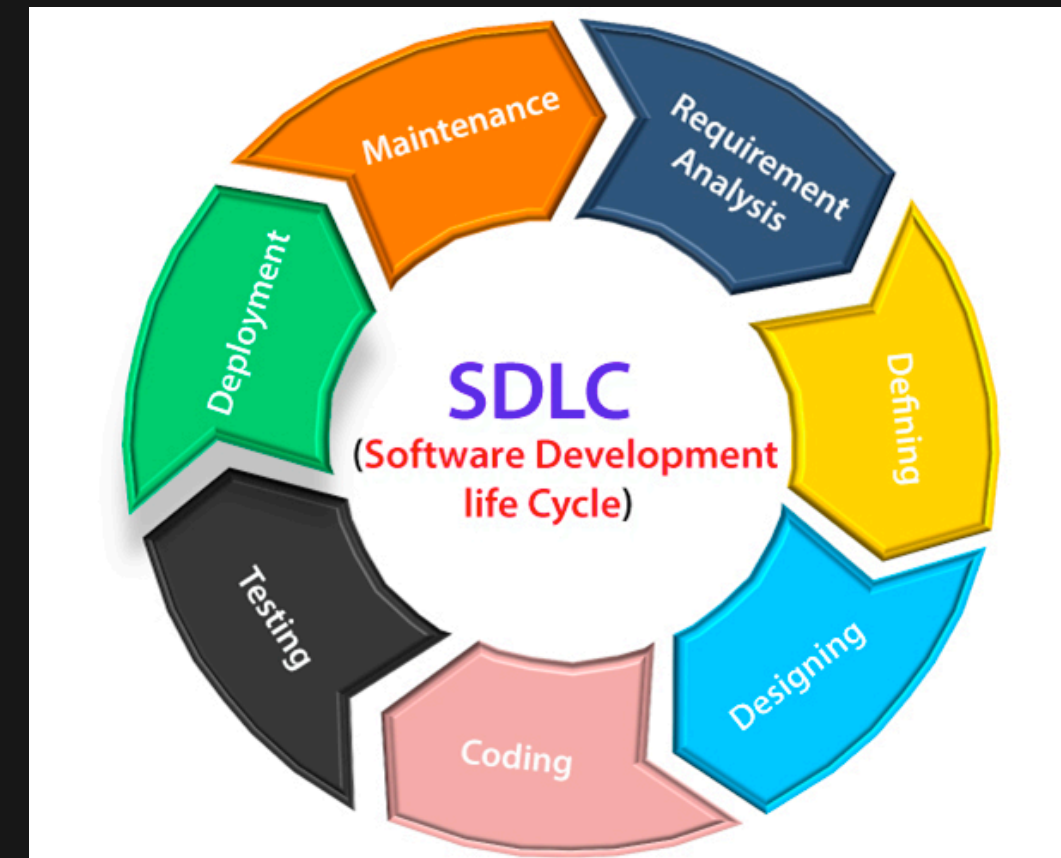 Maintenance
Requirement
Analysis
Defining
Designing
Coding
Testing
Deployment
SDLC
(Software Development
life Cycle)